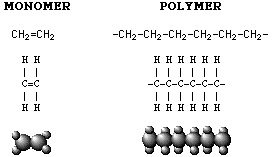 MONOMER POLYMER
CH₂=CH₂ –CH₂-CH₂-CH₂-CH₂-CH₂-CH₂–
H H H H H H H H
| | | | | | | |
C=C –C–C–C–C–C–C–
| | | | | | | |
H H H H H H H H